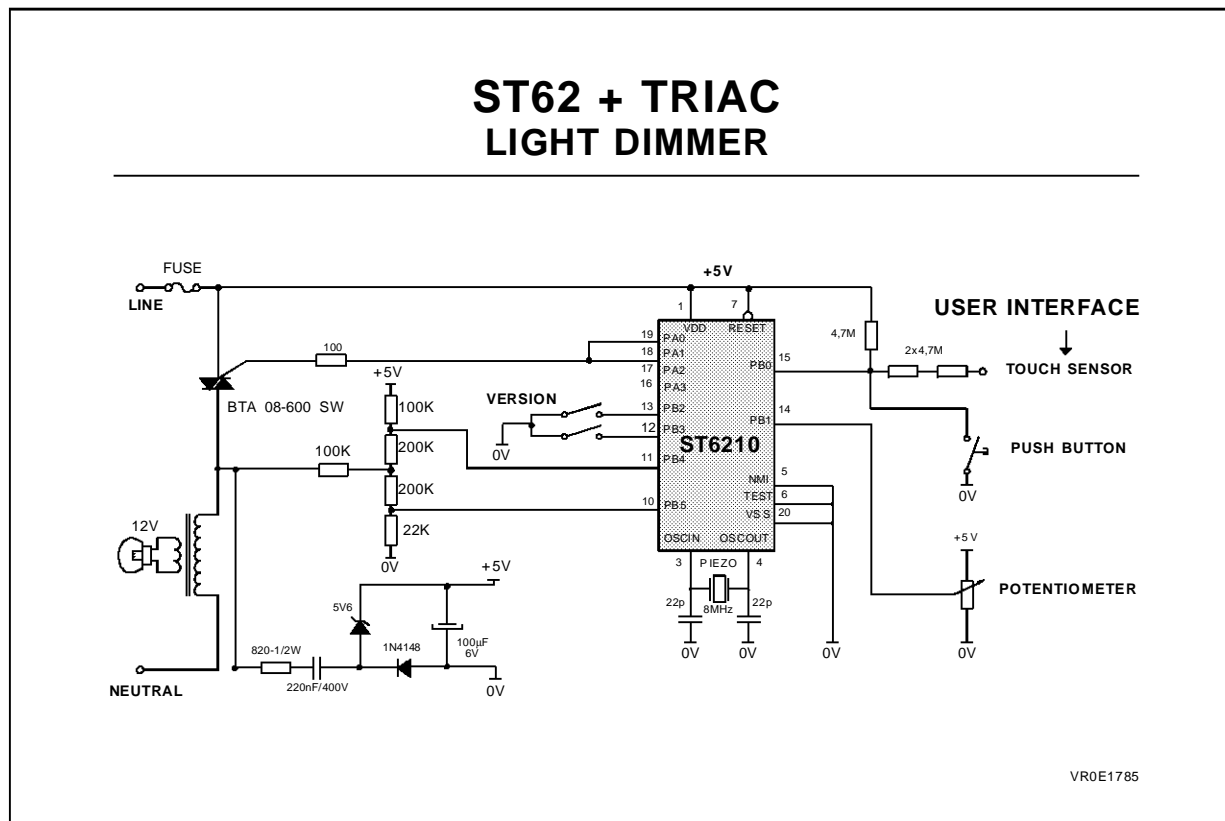 ST62 + TRIAC
LIGHT DIMMER
FUSE
LINE
+5V
1
7
VDD
RESET
USER INTERFACE
19
PA0
18
PA1
17
PA2
16
PA3
100
BTA 08-600 SW
+5V
100K
200K
100K
200K
22K
0V
VERSION
0V
13
PB2
12
PB3
11
PB4
10
PB5
ST6210
PB0
15
PB1
14
NMI
5
TEST
6
VSS
20
OSCIN
OSCOUT
3
PIEZO
4
22p
8MHz
22p
0V
0V
0V
4,7M
2x4,7M
TOUCH SENSOR
PUSH BUTTON
0V
+5V
POTENTIOMETER
0V
12V
+5V
5V6
820-1/2W
220nF/400V
1N4148
100µF
6V
0V
NEUTRAL
VR0E1785